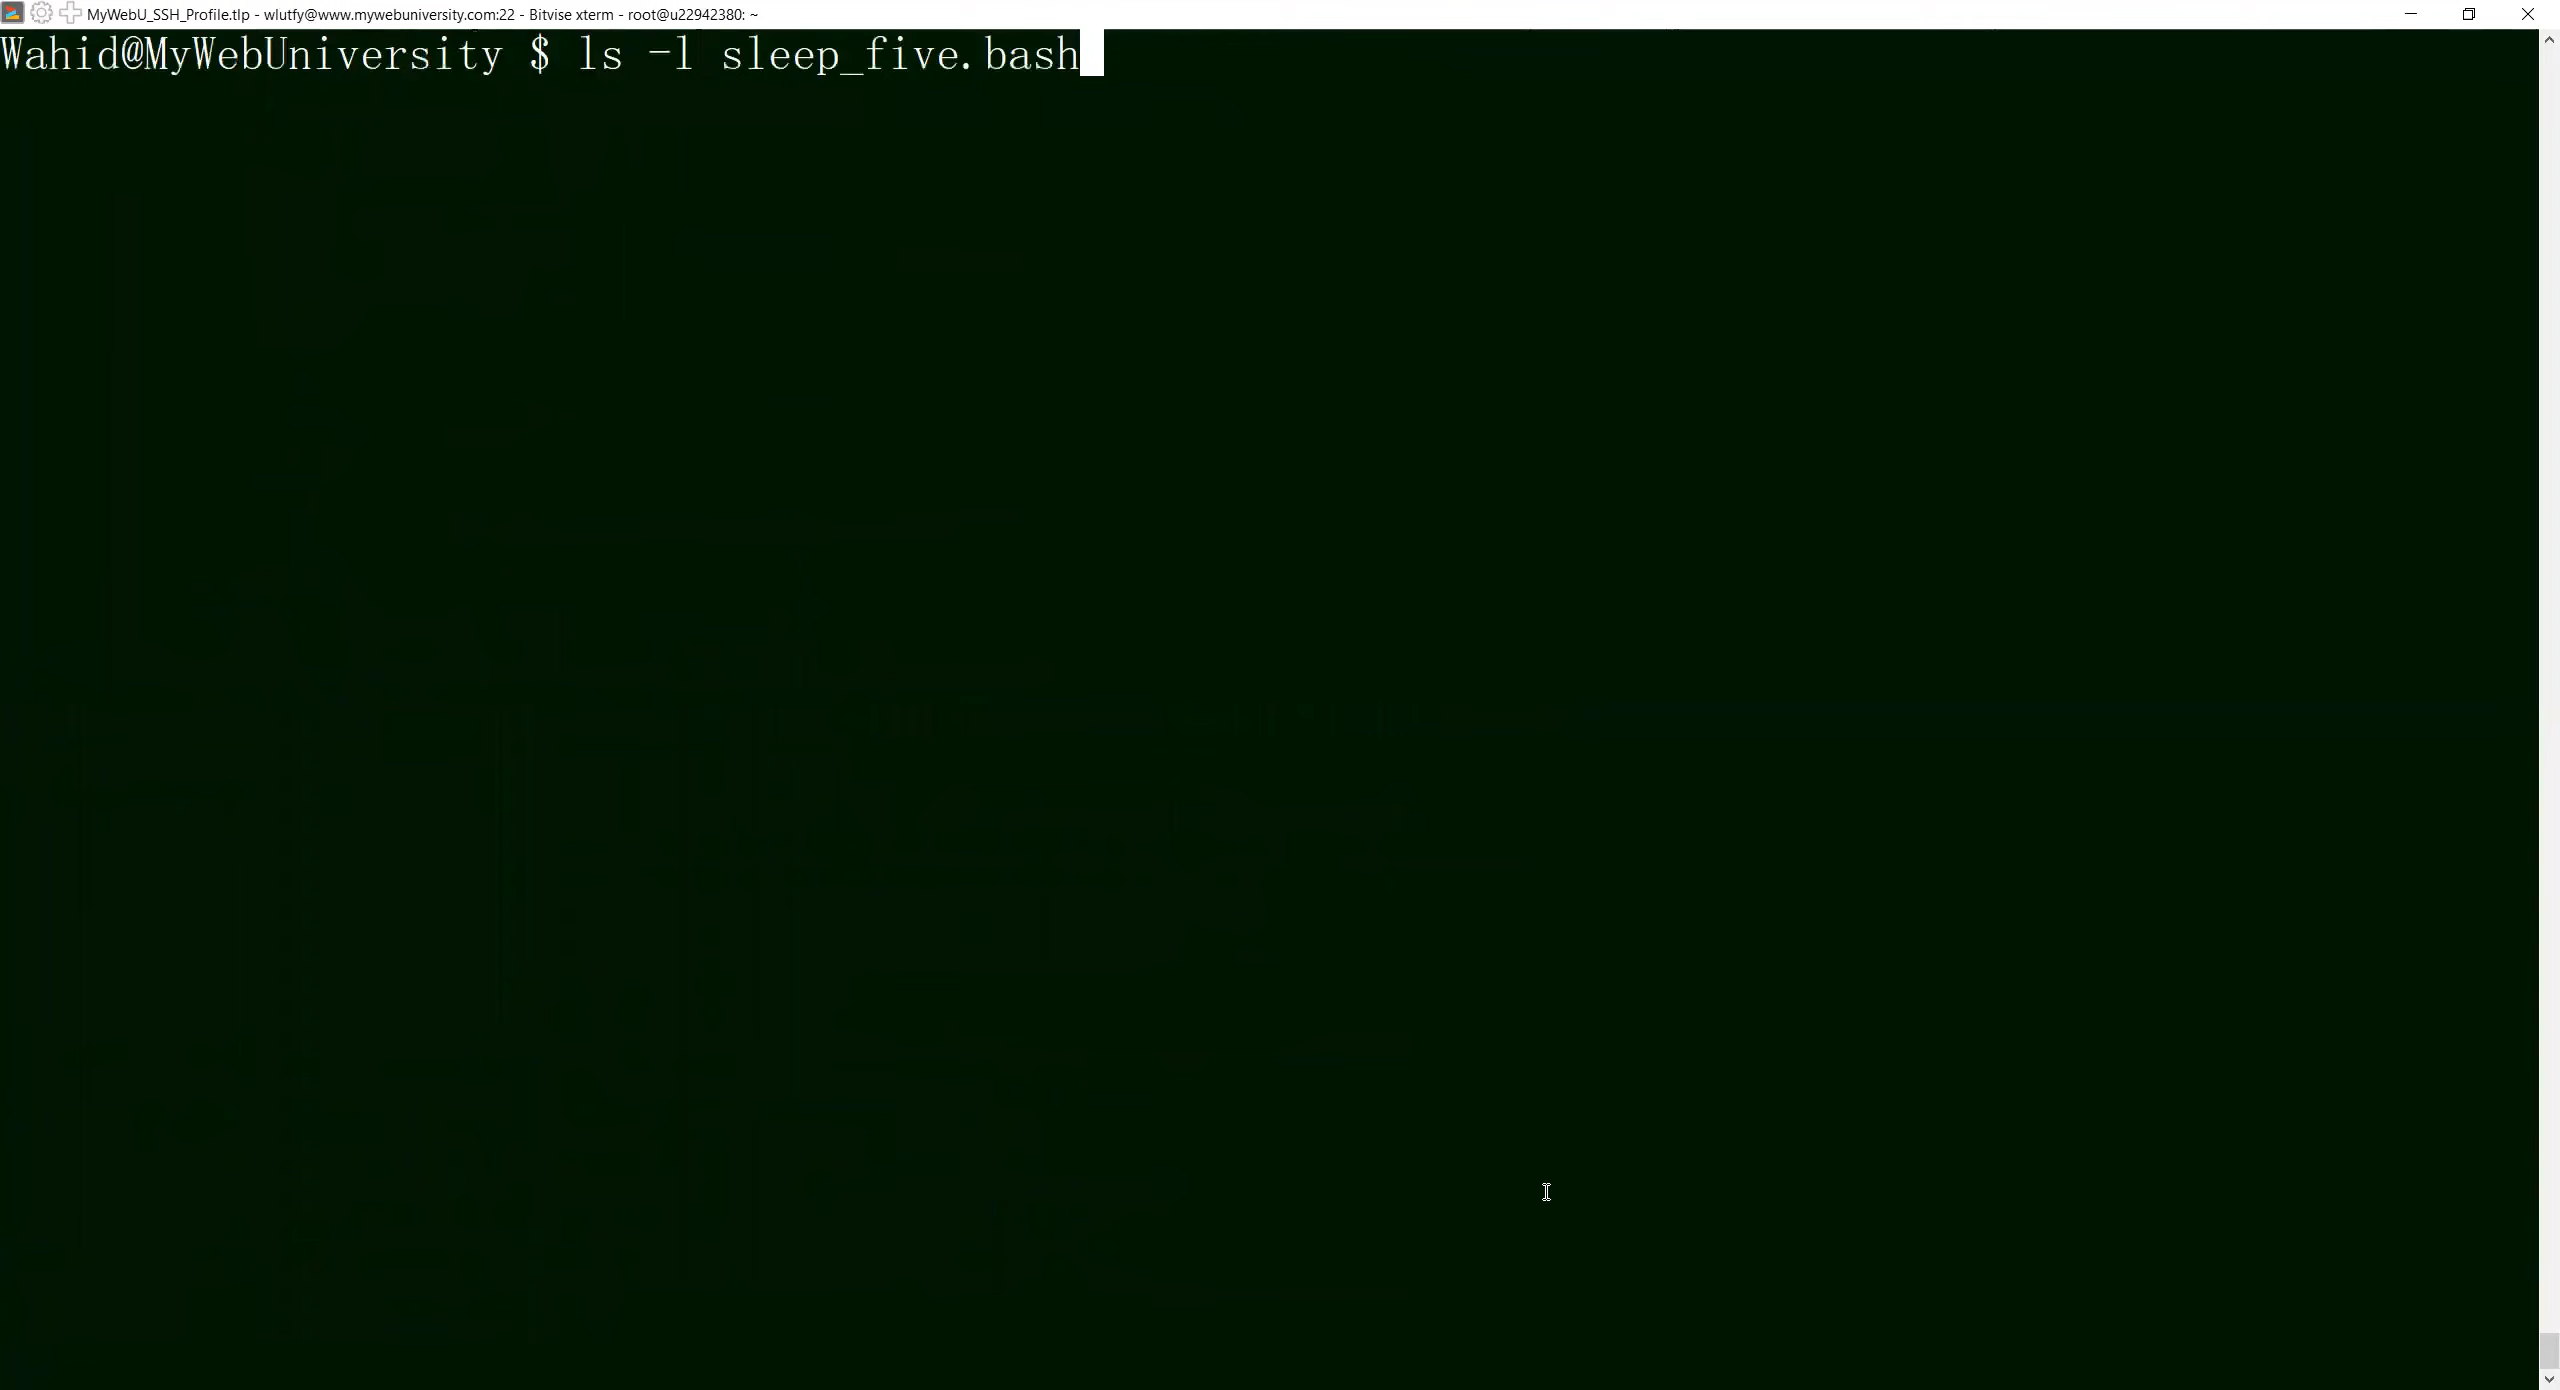 MyWebU_SSH_Profile.tlp - wlutfy@www.mywebuniversity.com:22 - Bitvise xterm - root@u22942380: ~
Wahid@MyWebUniversity $ ls -l sleep_five.bash